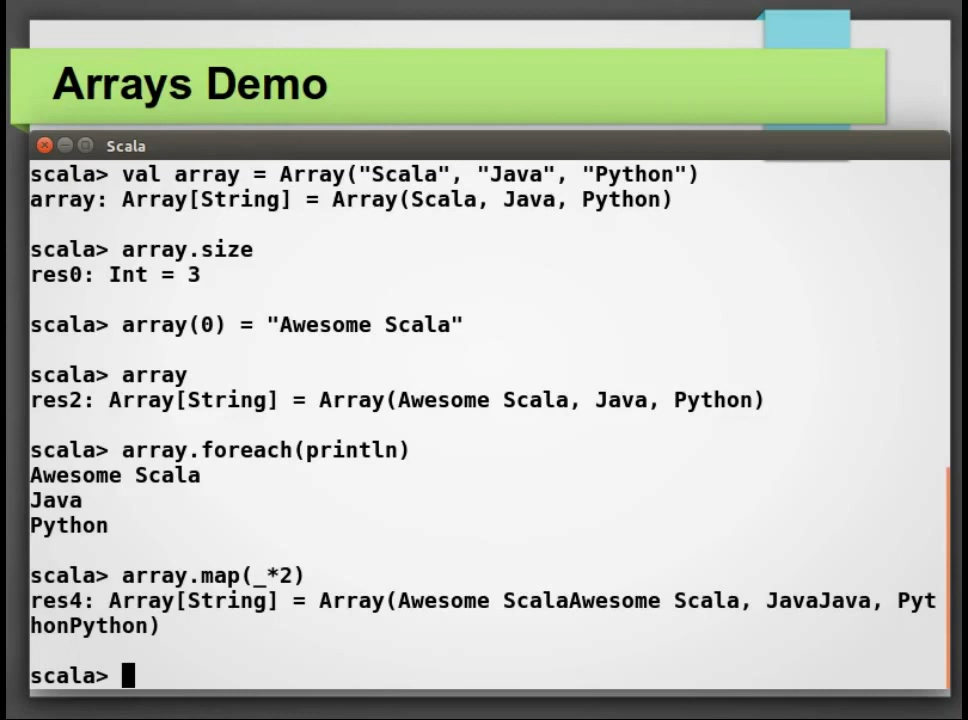 Arrays Demo
Scala
scala> val array = Array("Scala", "Java", "Python")
array: Array[String] = Array(Scala, Java, Python)
scala> array.size
res0: Int = 3
scala> array(0) = "Awesome Scala"
scala> array
res2: Array[String] = Array(Awesome Scala, Java, Python)
scala> array.foreach(println)
Awesome Scala
Java
Python
scala> array.map(_*2)
res4: Array[String] = Array(Awesome ScalaAwesome Scala, JavaJava, Pyt
honPython)
scala>